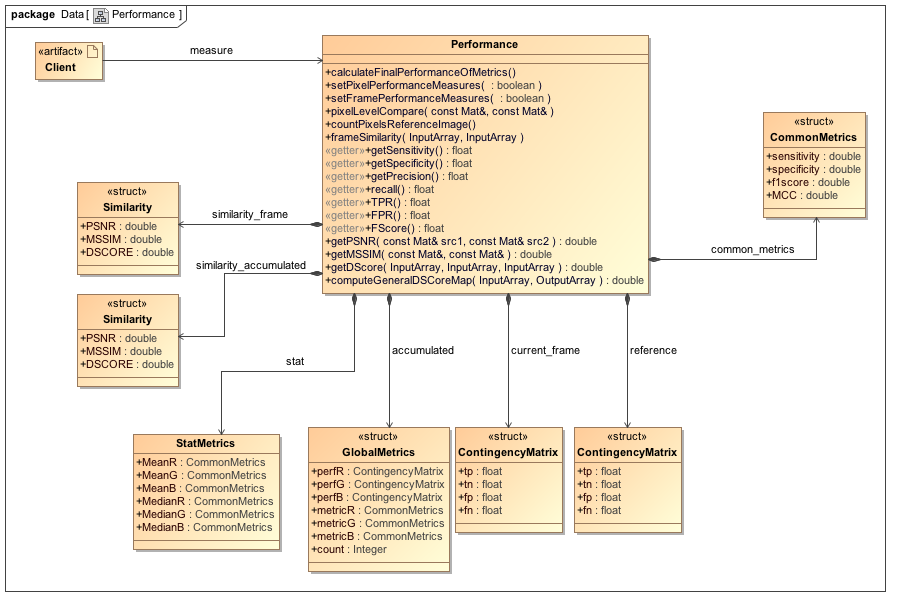 package Data[ Performance ]
«artifact»
Client
measure
Performance
+calculateFinalPerformanceOfMetrics()
+setPixelPerformanceMeasures( : boolean )
+setFramePerformanceMeasures( : boolean )
+pixelLevelCompare( const Mat&, const Mat& )
+countPixelsReferenceImage()
+frameSimilarity( InputArray, InputArray )
«getter»+getSensitivity() : float
«getter»+getSpecificity() : float
«getter»+getPrecision() : float
«getter»+recall() : float
«getter»+TPR() : float
«getter»+FPR() : float
«getter»+FScore() : float
+getPSNR( const Mat& src1, const Mat& src2 ) : double
+getMSSIM( const Mat&, const Mat& ) : double
+getDScore( InputArray, InputArray, InputArray ) : double
+computeGeneralDSCoreMap( InputArray, OutputArray ) : double
«struct»
CommonMetrics
+sensitivity : double
+specificity : double
+f1score : double
+MCC : double
common_metrics
«struct»
Similarity
+PSNR : double
+MSSIM : double
+DSCORE : double
similarity_frame
similarity_accumulated
«struct»
Similarity
+PSNR : double
+MSSIM : double
+DSCORE : double
stat
accumulated
current_frame
reference
StatMetrics
+MeanR : CommonMetrics
+MeanG : CommonMetrics
+MeanB : CommonMetrics
+MedianR : CommonMetrics
+MedianG : CommonMetrics
+MedianB : CommonMetrics
«struct»
GlobalMetrics
+perfR : ContingencyMatrix
+perfG : ContingencyMatrix
+perfB : ContingencyMatrix
+metricR : CommonMetrics
+metricG : CommonMetrics
+metricB : CommonMetrics
+count : Integer
«struct»
ContingencyMatrix
+tp : float
+tn : float
+fp : float
+fn : float
«struct»
ContingencyMatrix
+tp : float
+tn : float
+fp : float
+fn : float